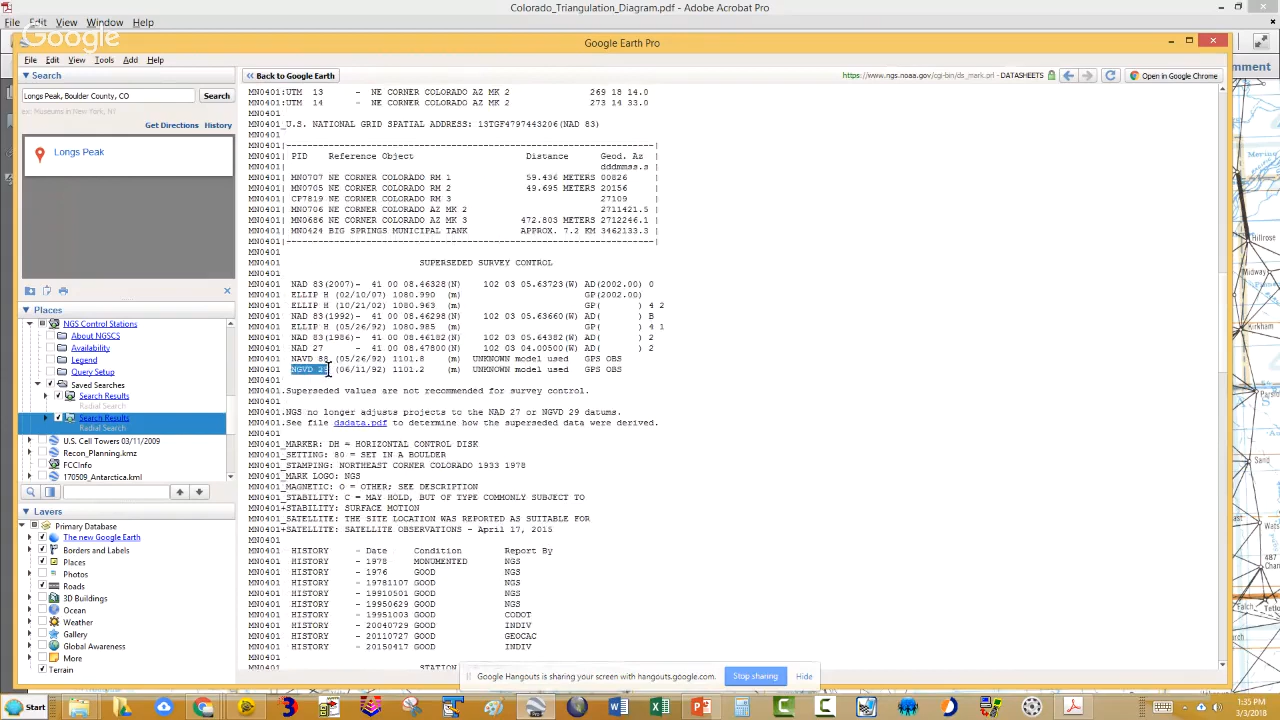 Colorado_Triangulation_Diagram.pdf - Adobe Acrobat Pro
File Edit View Window Help
Google
Google Earth Pro
File Edit View Tools Add Help
Search
Longs Peak, Boulder County, CO Search
ex: Museums in New York, NY
Get Directions History
Longs Peak
Places
NGS Control Stations
About NGSCS
Availability
Legend
Query Setup
Saved Searches
Search Results
Radial Search
Search Results
Radial Search
U.S. Cell Towers 03/11/2009
Recon_Planning.kmz
FCCInfo
170509_Antarctica.kml
Layers
Primary Database
The new Google Earth
Borders and Labels
Places
Photos
Roads
3D Buildings
Ocean
Weather
Gallery
Global Awareness
More
Terrain
Back to Google Earth
https://www.ngs.noaa.gov/cgi-bin/ds_mark.prl - DATASHEETS
Open in Google Chrome
MN0401:UTM 13 - NE CORNER COLORADO AZ MK 2 269 18 14.0
MN0401:UTM 14 - NE CORNER COLORADO AZ MK 2 273 14 33.0
MN0401
MN0401_U.S. NATIONAL GRID SPATIAL ADDRESS: (NAD 83)
MN0401
MN0401|---------------------------------------------------------------------|
MN0401| PID Reference Object Distance Geod. Az |
MN0401| dddmmss.s |
MN0401| MN0707 NE CORNER COLORADO RM 1 59.436 METERS 00826 |
MN0401| MN0705 NE CORNER COLORADO RM 2 49.695 METERS 20156 |
MN0401| CP7819 NE CORNER COLORADO RM 3 27109 |
MN0401| MN0706 NE CORNER COLORADO AZ MK 2 2711421.5 |
MN0401| MN0686 NE CORNER COLORADO AZ MK 3 472.803 METERS 2712246.1 |
MN0401| MN0424 BIG SPRINGS MUNICIPAL TANK APPROX. 7.2 KM 3462133.3 |
MN0401|---------------------------------------------------------------------|
MN0401
MN0401 SUPERSEDED SURVEY CONTROL
MN0401
MN0401 NAD 83(2007)- 41 00 08.46328(N) 102 03 05.63723(W) AD(2002.00) 0
MN0401 ELLIP H (02/10/07) 1080.990 (m) GP(2002.00)
MN0401 ELLIP H (10/21/02) 1080.963 (m) GP( ) 4 2
MN0401 NAD 83(1992)- 41 00 08.46298(N) 102 03 05.63660(W) AD( ) B
MN0401 ELLIP H (05/26/92) 1080.985 (m) GP( ) 4 1
MN0401 NAD 83(1986)- 41 00 08.46182(N) 102 03 05.64382(W) AD( ) 2
MN0401 NAD 27 - 41 00 08.47800(N) 102 03 04.00500(W) AD( ) 2
MN0401 NAVD 88 (05/26/92) 1101.8 (m) UNKNOWN model used GPS OBS
MN0401 NGVD 29 (06/11/92) 1101.2 (m) UNKNOWN model used GPS OBS
MN0401
MN0401.Superseded values are not recommended for survey control.
MN0401
MN0401.NGS no longer adjusts projects to the NAD 27 or NGVD 29 datums.
MN0401.See file dsdata.pdf to determine how the superseded data were derived.
MN0401
MN0401_MARKER: DH = HORIZONTAL CONTROL DISK
MN0401_SETTING: 80 = SET IN A BOULDER
MN0401_STAMPING: NORTHEAST CORNER COLORADO 1933 1978
MN0401_MARK LOGO: NGS
MN0401_MAGNETIC: O = OTHER; SEE DESCRIPTION
MN0401_STABILITY: C = MAY HOLD, BUT OF TYPE COMMONLY SUBJECT TO
MN0401+STABILITY: SURFACE MOTION
MN0401_SATELLITE: THE SITE LOCATION WAS REPORTED AS SUITABLE FOR
MN0401+SATELLITE: SATELLITE OBSERVATIONS - April 17, 2015
MN0401
MN0401 HISTORY - Date Condition Report By
MN0401 HISTORY - 1978 MONUMENTED NGS
MN0401 HISTORY - 1976 GOOD NGS
MN0401 HISTORY - 19781107 GOOD NGS
MN0401 HISTORY - 19910501 GOOD NGS
MN0401 HISTORY - 19950629 GOOD NGS
MN0401 HISTORY - 19951003 GOOD CODOT
MN0401 HISTORY - 20040729 GOOD INDIV
MN0401 HISTORY - 20110727 GOOD GEOCAC
MN0401 HISTORY - 20150417 GOOD INDIV
MN0401
MN0401
Google Hangouts is sharing your screen with hangouts.google.com. Stop sharing Hide
mment
Hillrose
Midway
Sand
487
Start
1:35 PM
3/3/2018